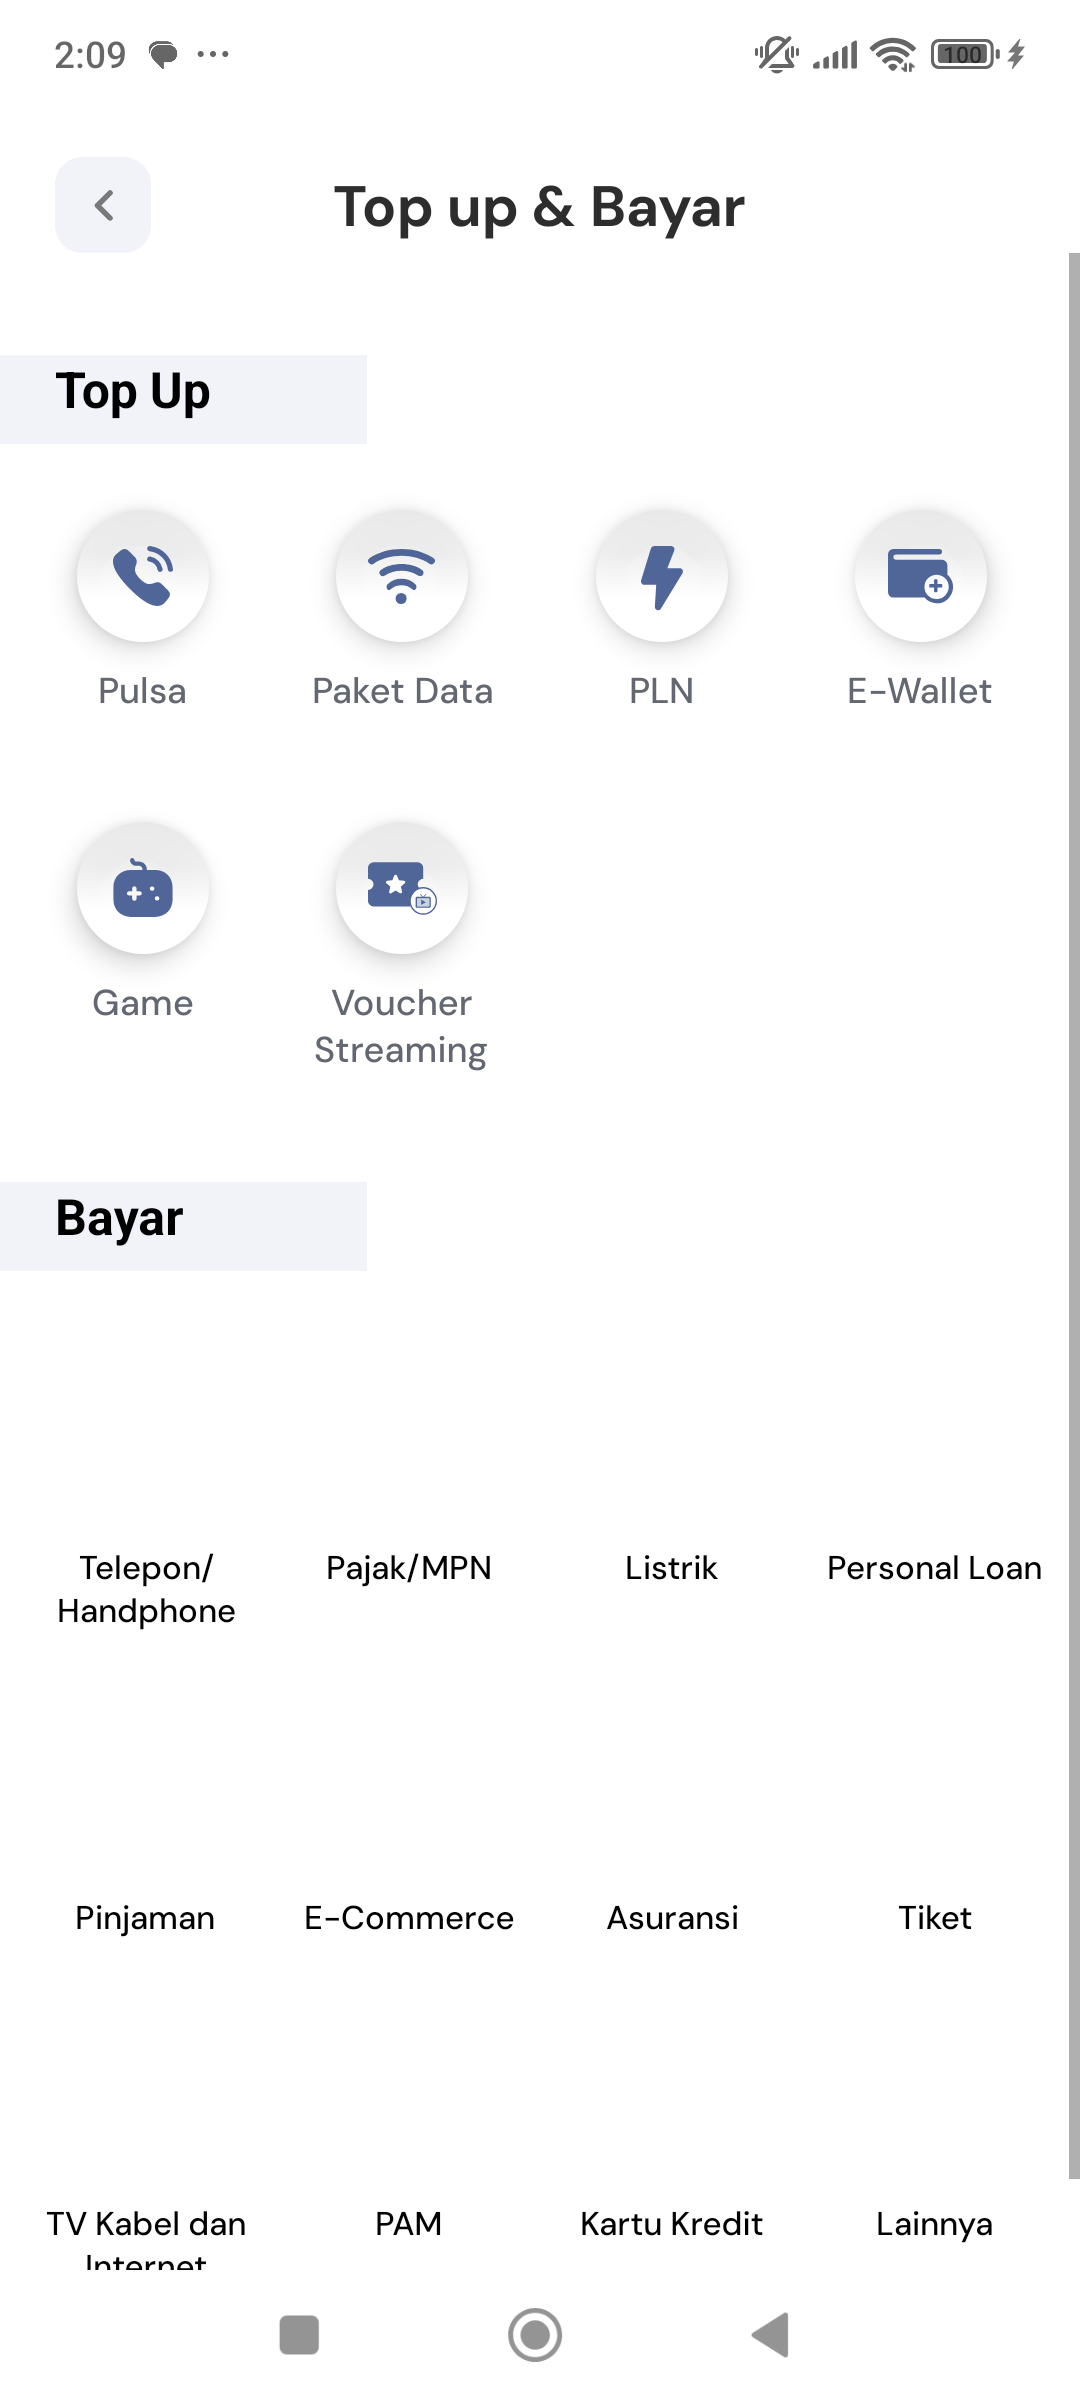 2:09
100
Top up & Bayar
Top Up
Pulsa
Paket Data
PLN
E-Wallet
Game
Voucher
Streaming
Bayar
Telepon/
Handphone
Pajak/MPN
Listrik
Personal Loan
Pinjaman
E-Commerce
Asuransi
Tiket
TV Kabel dan
Internet
PAM
Kartu Kredit
Lainnya